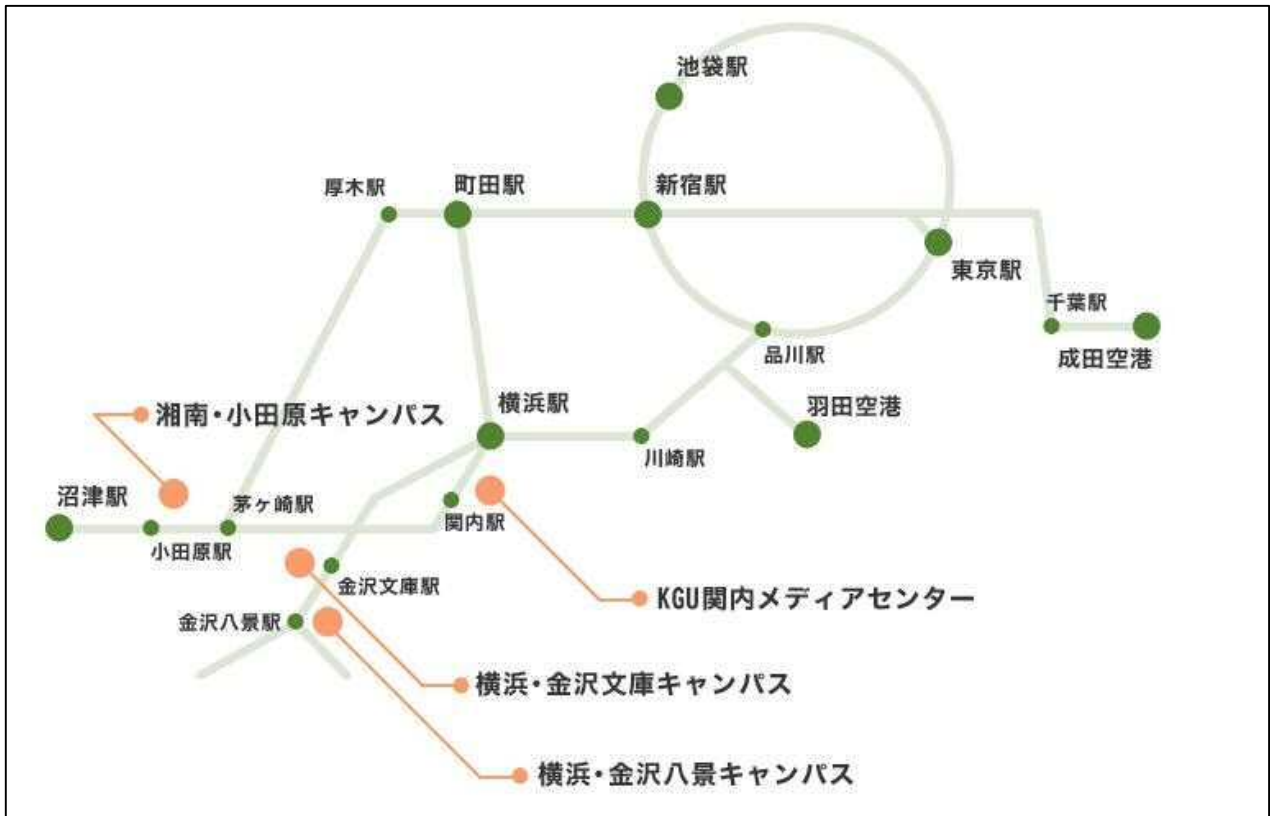 池袋駅
厚木駅
町田駅
新宿駅
東京駅
千葉駅
成田空港
品川駅
羽田空港
横浜駅
川崎駅
湘南・小田原キャンパス
沼津駅
小田原駅
茅ヶ崎駅
関内駅
金沢文庫駅
KGU関内メディアセンター
金沢八景駅
横浜・金沢文庫キャンパス
横浜・金沢八景キャンパス